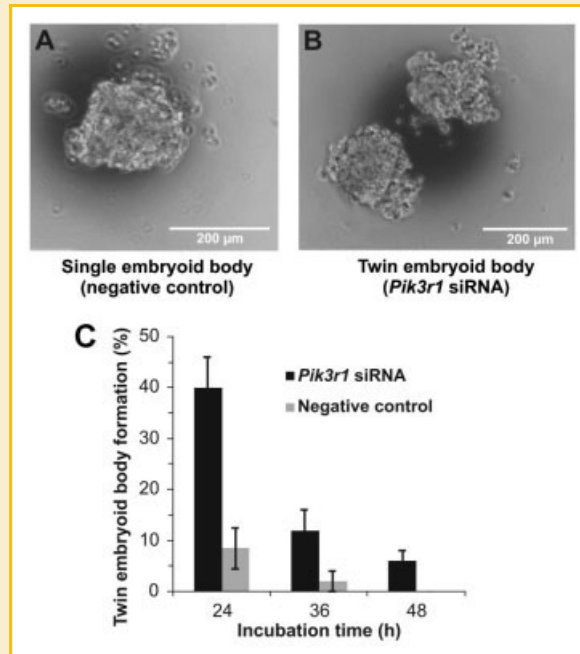 A
B
200 µm
200 µm
Single embryoid body
(negative control)
Twin embryoid body
(Pik3r1 siRNA)
C
Twin embryoid body formation (%)
50
40
30
20
10
0
Pik3r1 siRNA
Negative control
24
36
48
Incubation time (h)